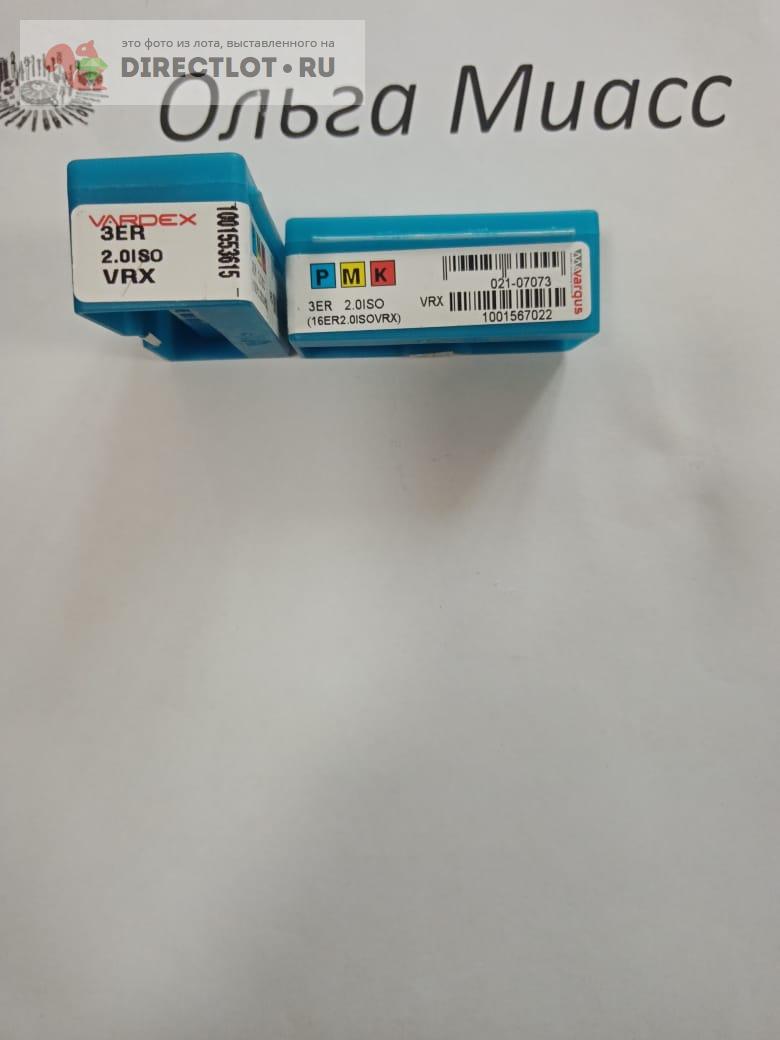 это фото из лота, выставленного на
DIRECTLOT•RU
Ольга Миасс
VARDEX
3ER
2.0ISO
VRX
1001553615
P M K
021-07073
3ER 2.0ISO VRX
(16ER2.0ISOVRX)
1001567022
vargus